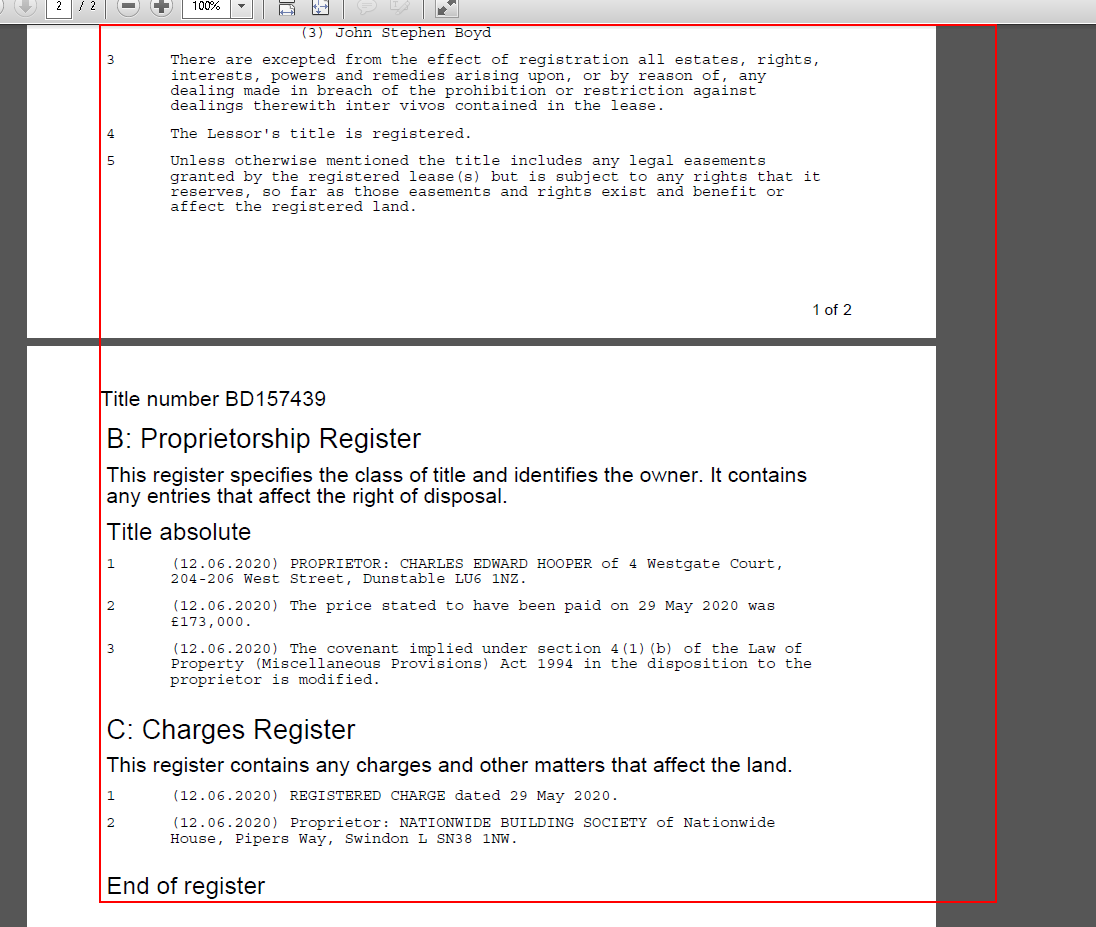 2 / 2 100%
(3) John Stephen Boyd
3 There are excepted from the effect of registration all estates, rights,
interests, powers and remedies arising upon, or by reason of, any
dealing made in breach of the prohibition or restriction against
dealings therewith inter vivos contained in the lease.
4 The Lessor's title is registered.
5 Unless otherwise mentioned the title includes any legal easements
granted by the registered lease(s) but is subject to any rights that it
reserves, so far as those easements and rights exist and benefit or
affect the registered land.
1 of 2
Title number BD157439
B: Proprietorship Register
This register specifies the class of title and identifies the owner. It contains
any entries that affect the right of disposal.
Title absolute
1 (12.06.2020) PROPRIETOR: CHARLES EDWARD HOOPER of 4 Westgate Court,
204-206 West Street, Dunstable LU6 1NZ.
2 (12.06.2020) The price stated to have been paid on 29 May 2020 was
£173,000.
3 (12.06.2020) The covenant implied under section 4(1)(b) of the Law of
Property (Miscellaneous Provisions) Act 1994 in the disposition to the
proprietor is modified.
C: Charges Register
This register contains any charges and other matters that affect the land.
1 (12.06.2020) REGISTERED CHARGE dated 29 May 2020.
2 (12.06.2020) Proprietor: NATIONWIDE BUILDING SOCIETY of Nationwide
House, Pipers Way, Swindon L SN38 1NW.
End of register